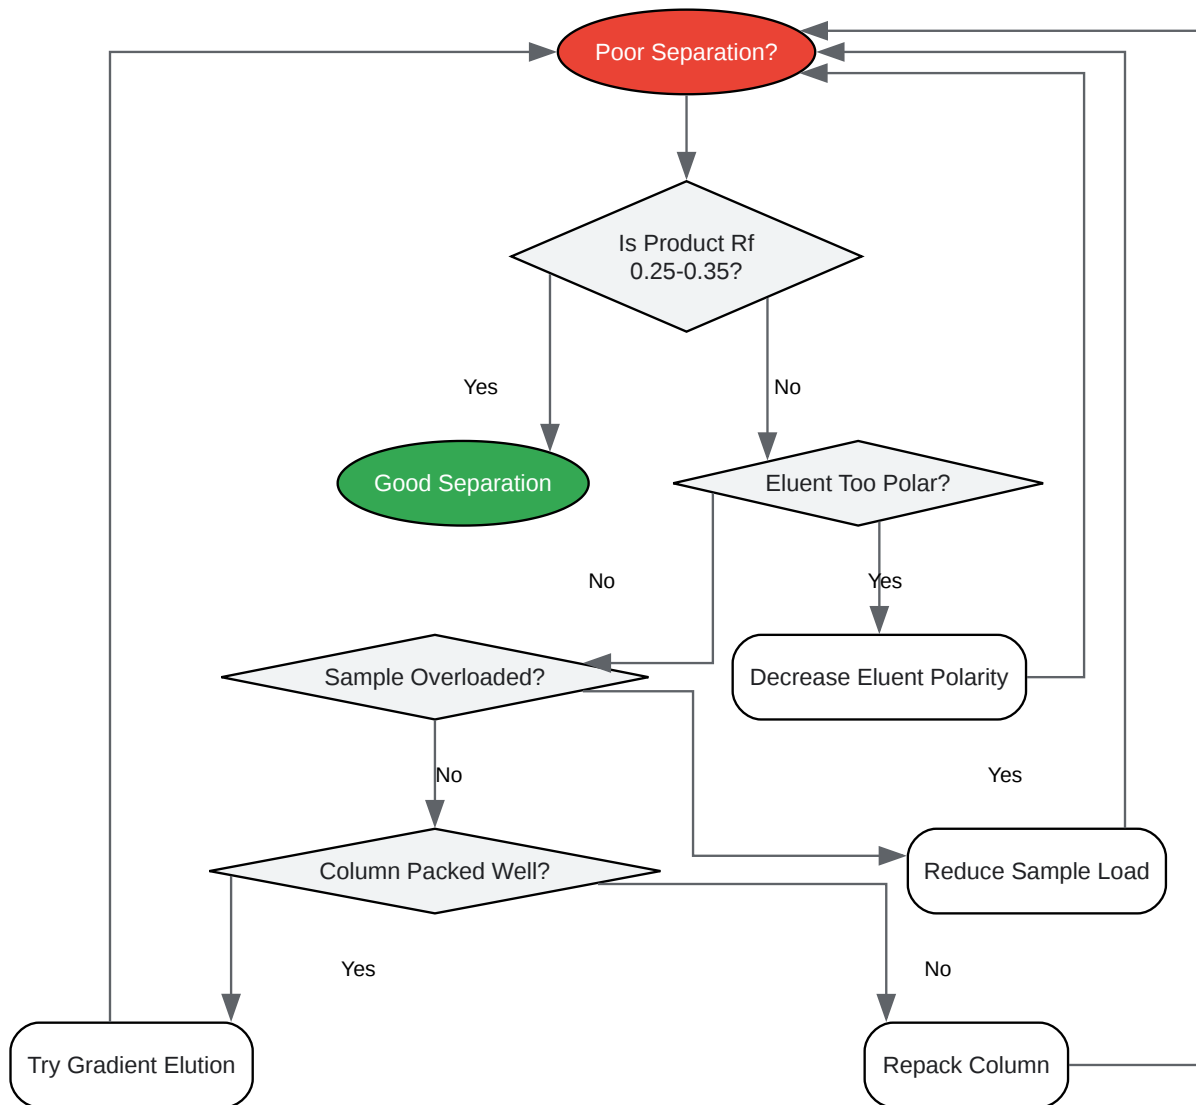 Poor Separation?
Is Product Rf
0.25-0.35?
Yes
No
Good Separation
Eluent Too Polar?
No
Yes
Sample Overloaded?
Decrease Eluent Polarity
No
Yes
Column Packed Well?
Reduce Sample Load
Yes
No
Try Gradient Elution
Repack Column